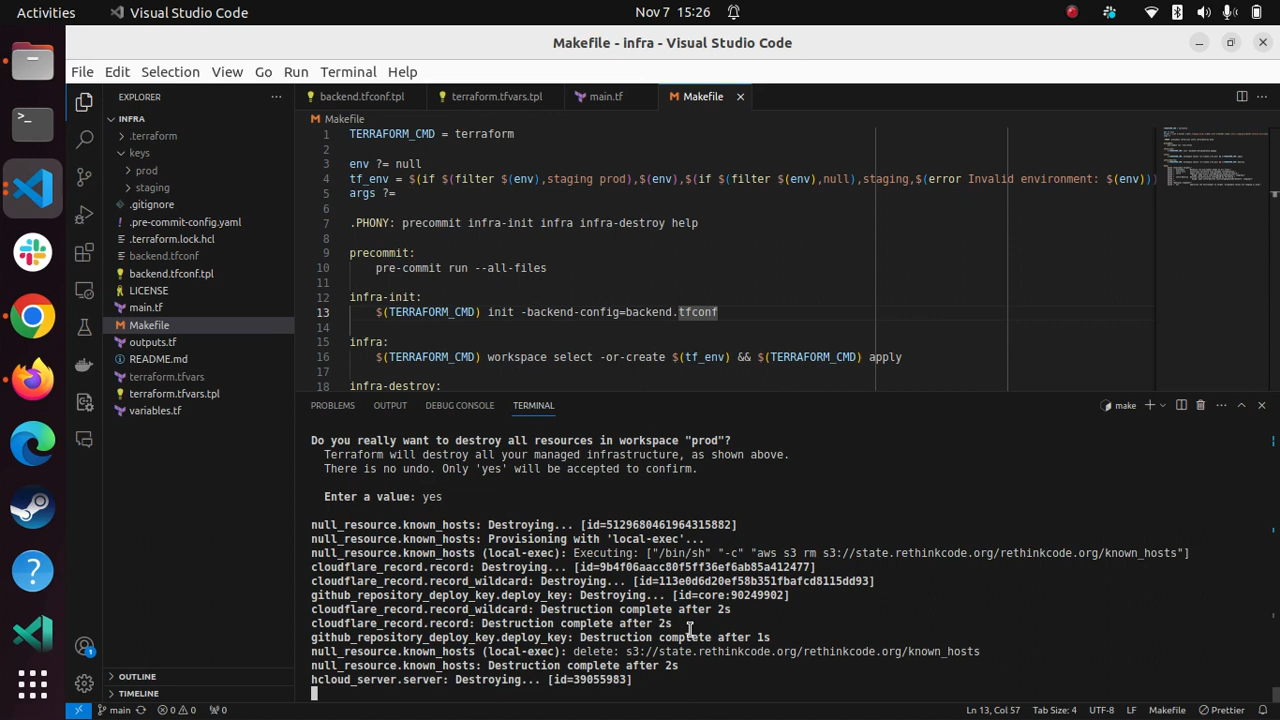 Activities
Visual Studio Code
Nov 7 15:26
Makefile - infra - Visual Studio Code
File Edit Selection View Go Run Terminal Help
EXPLORER
INFRA
.terraform
keys
prod
staging
.gitignore
.pre-commit-config.yaml
.terraform.lock.hcl
backend.tfconf
backend.tfconf.tpl
LICENSE
main.tf
Makefile
outputs.tf
README.md
terraform.tfvars
terraform.tfvars.tpl
variables.tf
OUTLINE
TIMELINE
backend.tfconf.tpl
terraform.tfvars.tpl
main.tf
Makefile
Makefile
1 TERRAFORM_CMD = terraform
2
3 env ?= null
4 tf_env = $(if $(filter $(env),staging prod),$(env),$(if $(filter $(env),null),staging,$(error Invalid environment: $(env)))
5 args ?=
6
7 .PHONY: precommit infra-init infra infra-destroy help
8
9 precommit:
10 pre-commit run --all-files
11
12 infra-init:
13 $(TERRAFORM_CMD) init -backend-config=backend.tfconf
14
15 infra:
16 $(TERRAFORM_CMD) workspace select -or-create $(tf_env) && $(TERRAFORM_CMD) apply
17
18 infra-destroy:
PROBLEMS OUTPUT DEBUG CONSOLE TERMINAL
make
Do you really want to destroy all resources in workspace "prod"?
Terraform will destroy all your managed infrastructure, as shown above.
There is no undo. Only 'yes' will be accepted to confirm.
Enter a value: yes
null_resource.known_hosts: Destroying... [id=5129680461964315882]
null_resource.known_hosts: Provisioning with 'local-exec'...
null_resource.known_hosts (local-exec): Executing: ["/bin/sh" "-c" "aws s3 rm s3://state.rethinkcode.org/rethinkcode.org/known_hosts"]
cloudflare_record.record: Destroying... [id=9b4f06aacc80f5ff36ef6ab85a412477]
cloudflare_record.record_wildcard: Destroying... [id=113e0d6d20ef58b351fbafcd8115dd93]
github_repository_deploy_key.deploy_key: Destroying... [id=core:90249902]
cloudflare_record.record_wildcard: Destruction complete after 2s
cloudflare_record.record: Destruction complete after 2s
github_repository_deploy_key.deploy_key: Destruction complete after 1s
null_resource.known_hosts (local-exec): delete: s3://state.rethinkcode.org/rethinkcode.org/known_hosts
null_resource.known_hosts: Destruction complete after 2s
hcloud_server.server: Destroying... [id=39055983]
1
main
0
0
0
Ln 13, Col 57
Tab Size: 4
UTF-8
LF
Makefile
Prettier